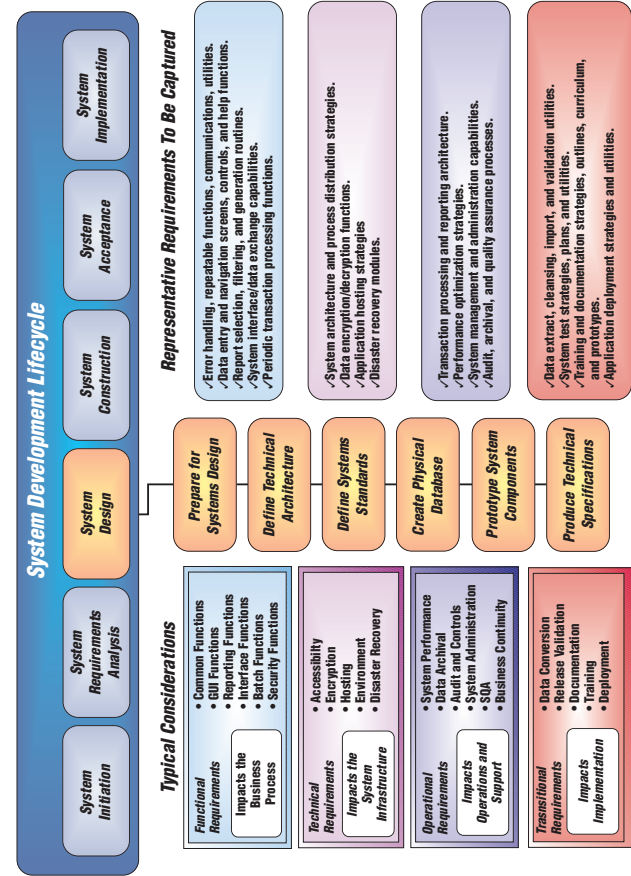 System Development Lifecycle
System
Initiation
System
Requirements
Analysis
System
Design
System
Construction
System
Acceptance
System
Implementation
Typical Considerations
Functional
Requirements
Impacts the
Business
Process
• Common Functions
• GUI Functions
• Reporting Functions
• Interface Functions
• Batch Functions
• Security Functions
Technical
Requirements
Impacts the
System
Infrastructure
• Accessibilty
• Encryption
• Hosting
• Environment
• Disaster Recovery
Operational
Requirements
Impacts
Operations and
Support
• System Performance
• Data Archival
• Audit and Controls
• System Administration
• SQA
• Business Continuity
Trasnsitional
Requirements
Impacts
Implementation
• Data Conversion
• Release Validation
• Documentation
• Training
• Deployment
Prepare for
Systems Design
Define Technical
Architecture
Define Systems
Standards
Create Physical
Database
Prototype System
Components
Produce Technical
Specifications
Representative Requirements To Be Captured
✓Error handling, repeatable functions, communications, utilities.
✓Data entry and navigation screens, controls, and help functions.
✓Report selection, filtering, and generation routines.
✓System interface/data exchange capabilities.
✓Periodic transaction processing functions.
✓System architecture and process distribution strategies.
✓Data encryption/decryption functions.
✓Application hosting strategies
✓Disaster recovery modules.
✓Transaction processing and reporting architecture.
✓Performance optimization strategies.
✓System management and administration capabilities.
✓Audit, archival, and quality assurance processes.
✓Data extract, cleansing, import, and validation utilities.
✓System test strategies, plans, and utilities.
✓Training and documentation strategies, outlines, curriculum,
and prototypes.
✓Application deployment strategies and utilities.